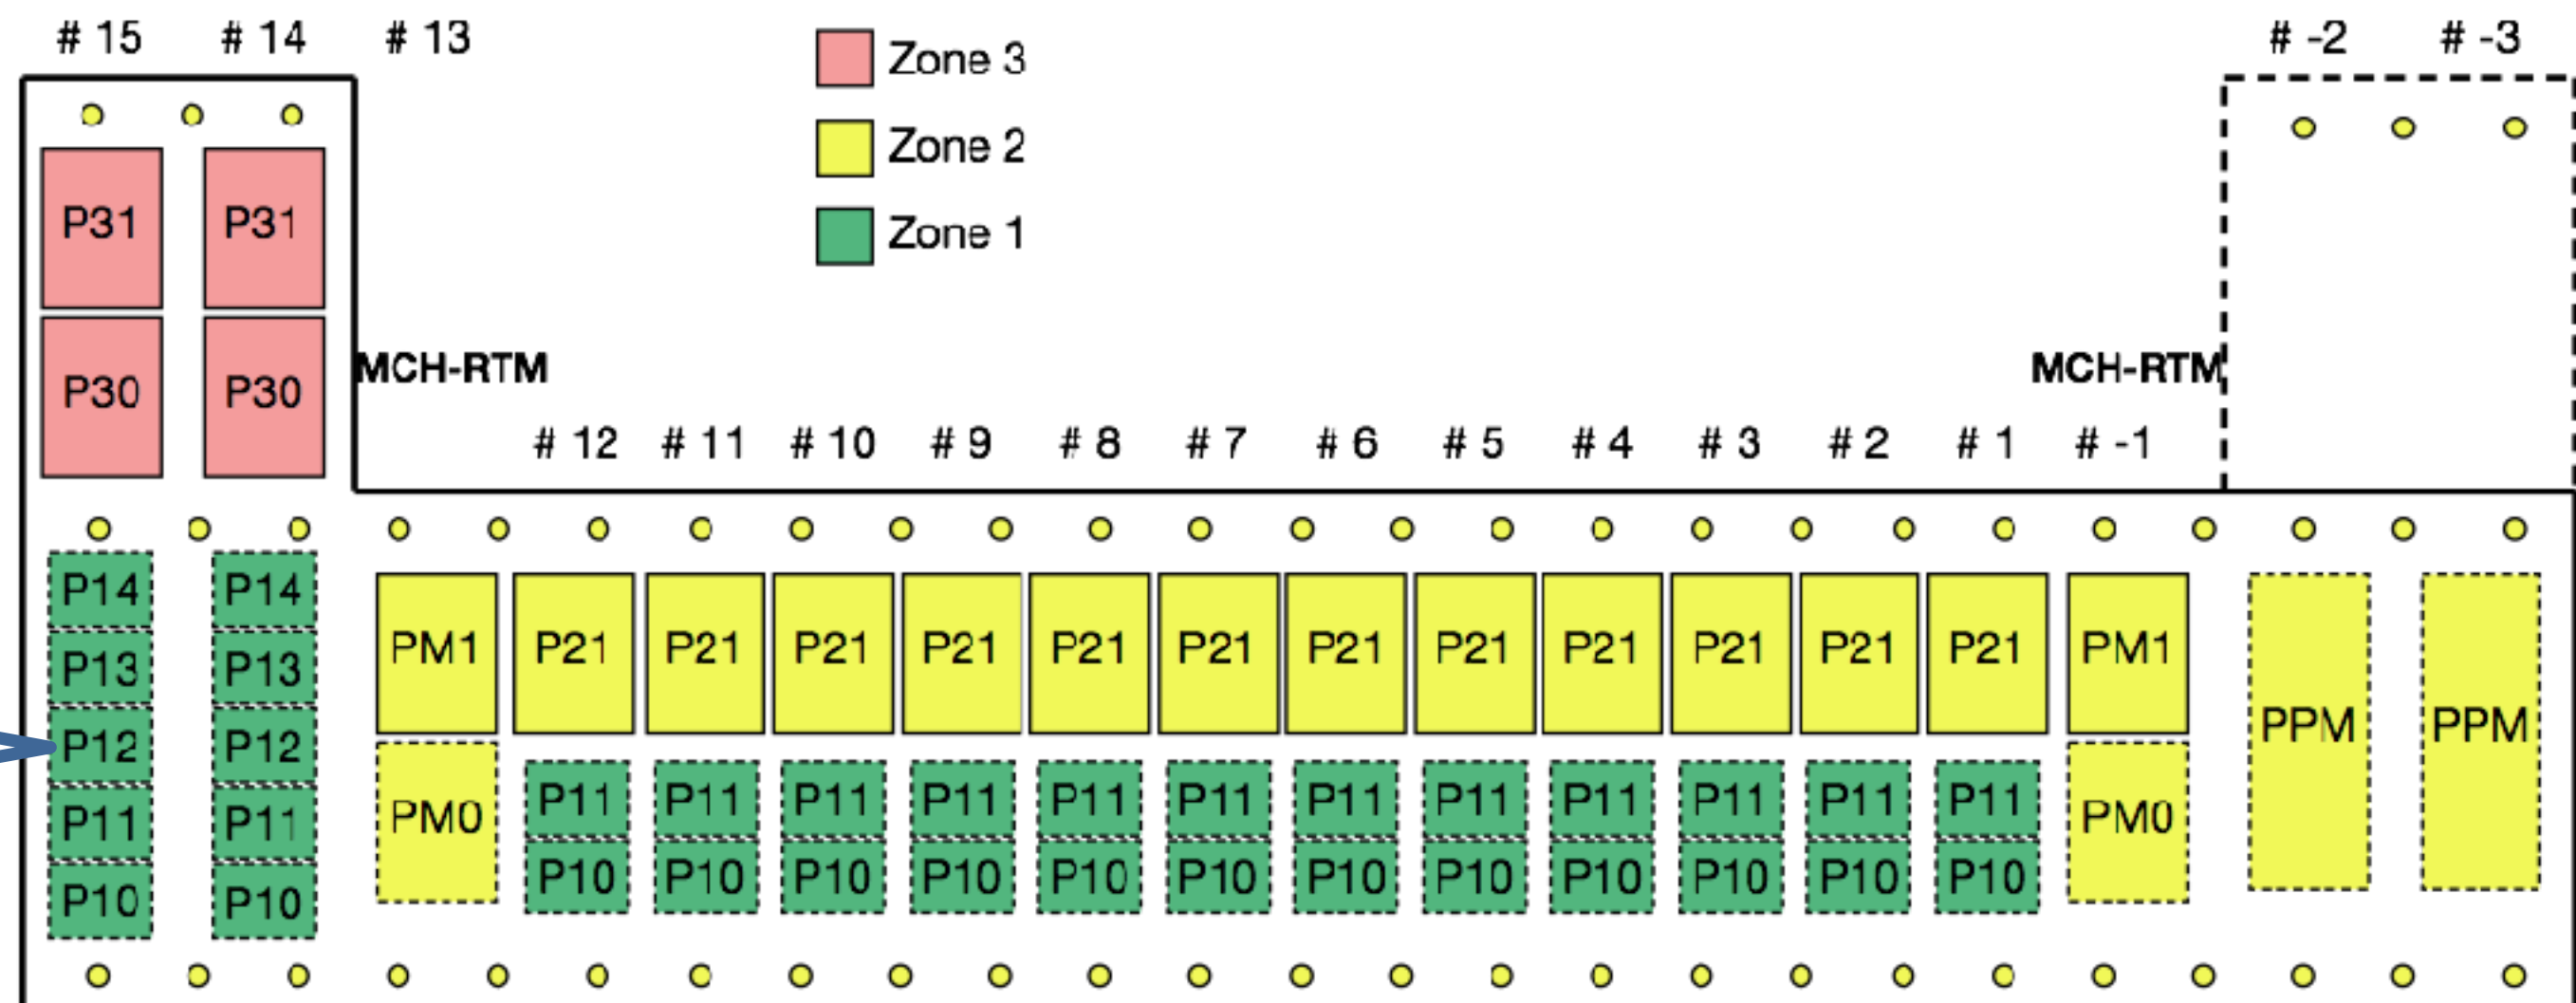 # 15 # 14 # 13 # -2 # -3
Zone 3
Zone 2
Zone 1
P31 P31
P30 P30
MCH-RTM MCH-RTM
# 12 # 11 # 10 # 9 # 8 # 7 # 6 # 5 # 4 # 3 # 2 # 1 # -1
P14 P14
P13 P13
PM1 P21 P21 P21 P21 P21 P21 P21 P21 P21 P21 P21 P21 PM1
P12 P12
PPM PPM
P11 P11
PM0 P11 P11 P11 P11 P11 P11 P11 P11 P11 P11 P11 P11 PM0
P10 P10 P10 P10 P10 P10 P10 P10 P10 P10 P10 P10
P10 P10